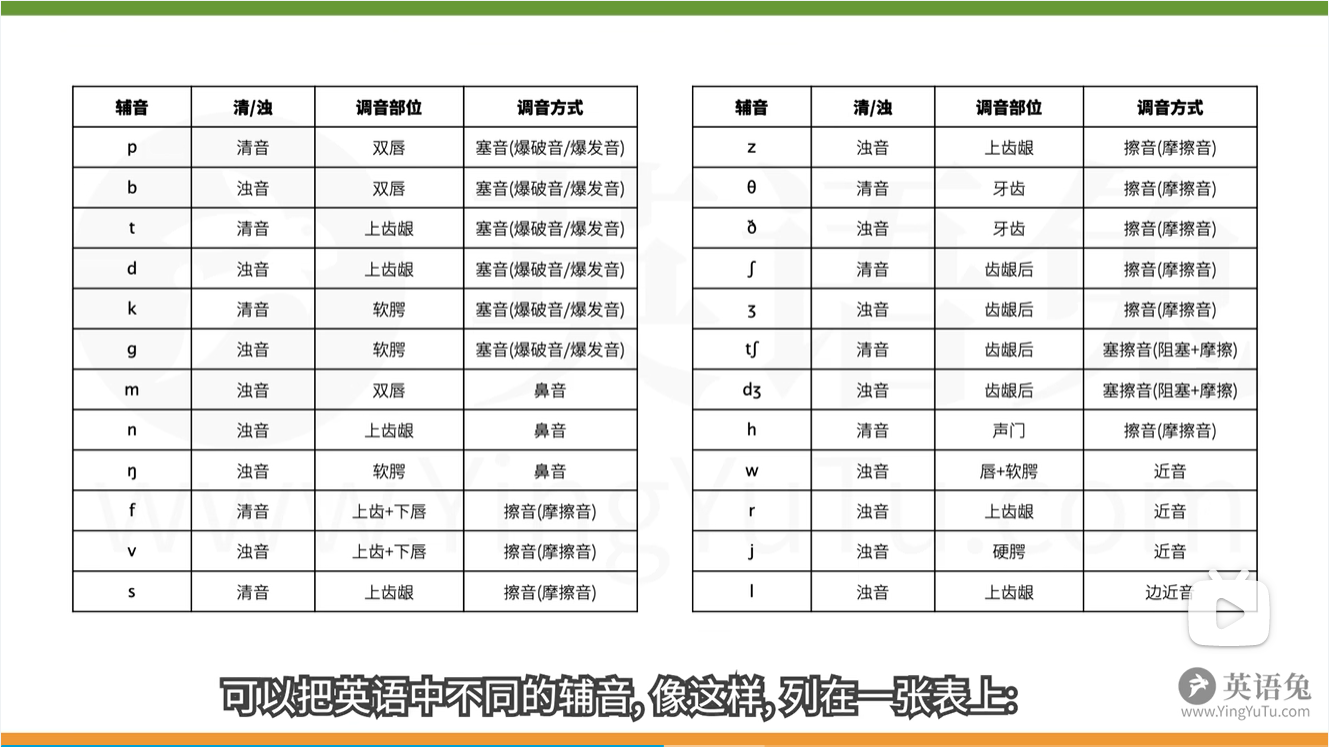 辅音 清/浊 调音部位 调音方式
p 清音 双唇 塞音(爆破音/爆发音)
b 浊音 双唇 塞音(爆破音/爆发音)
t 清音 上齿龈 塞音(爆破音/爆发音)
d 浊音 上齿龈 塞音(爆破音/爆发音)
k 清音 软腭 塞音(爆破音/爆发音)
g 浊音 软腭 塞音(爆破音/爆发音)
m 浊音 双唇 鼻音
n 浊音 上齿龈 鼻音
ŋ 浊音 软腭 鼻音
f 清音 上齿+下唇 擦音(摩擦音)
v 浊音 上齿+下唇 擦音(摩擦音)
s 清音 上齿龈 擦音(摩擦音)
辅音 清/浊 调音部位 调音方式
z 浊音 上齿龈 擦音(摩擦音)
θ 清音 牙齿 擦音(摩擦音)
ð 浊音 牙齿 擦音(摩擦音)
ʃ 清音 齿龈后 擦音(摩擦音)
ʒ 浊音 齿龈后 擦音(摩擦音)
tʃ 清音 齿龈后 塞擦音(阻塞+摩擦)
dʒ 浊音 齿龈后 塞擦音(阻塞+摩擦)
h 清音 声门 擦音(摩擦音)
w 浊音 唇+软腭 近音
r 浊音 上齿龈 近音
j 浊音 硬腭 近音
l 浊音 上齿龈 边近音
英语兔
www.YingYuTu.com
可以把英语中不同的辅音, 像这样, 列在一张表上:
英语兔
www.YingYuTu.com